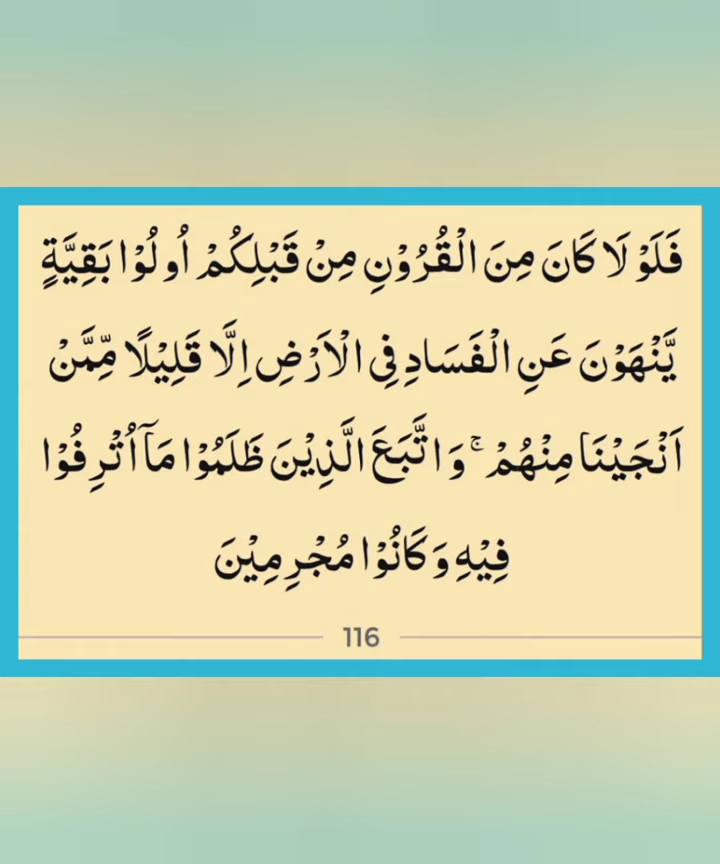 فَلَوْ لَا كَانَ مِنَ الْقُرُوْنِ مِنْ قَبْلِكُمْ اُولُوْا بَقِيَّةٍ
يَّنْهَوْنَ عَنِ الْفَسَادِ فِی الْاَرْضِ اِلَّا قَلِيْلًا مِّمَّنْ
اَنْجَيْنَا مِنْهُمْ ۚ وَ اتَّبَعَ الَّذِيْنَ ظَلَمُوْا مَاۤ اُتْرِفُوْا
فِيْهِ وَ كَانُوْا مُجْرِمِيْنَ
116